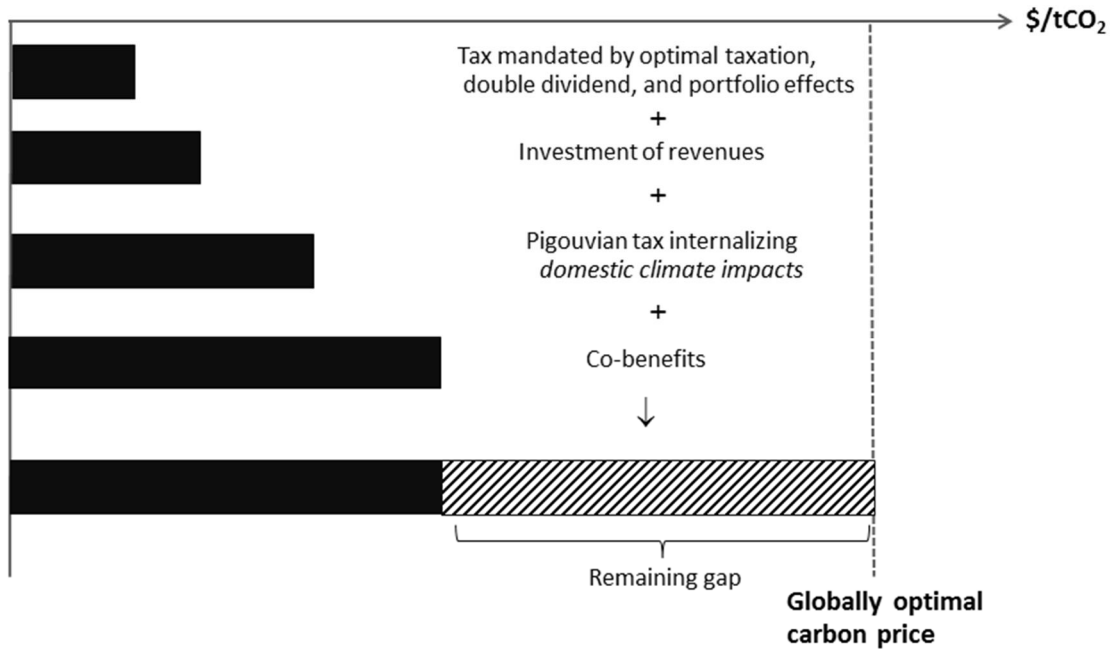 $/tCO₂
Tax mandated by optimal taxation,
double dividend, and portfolio effects
+
Investment of revenues
+
Pigouvian tax internalizing
domestic climate impacts
+
Co-benefits
↓
Remaining gap
Globally optimal
carbon price